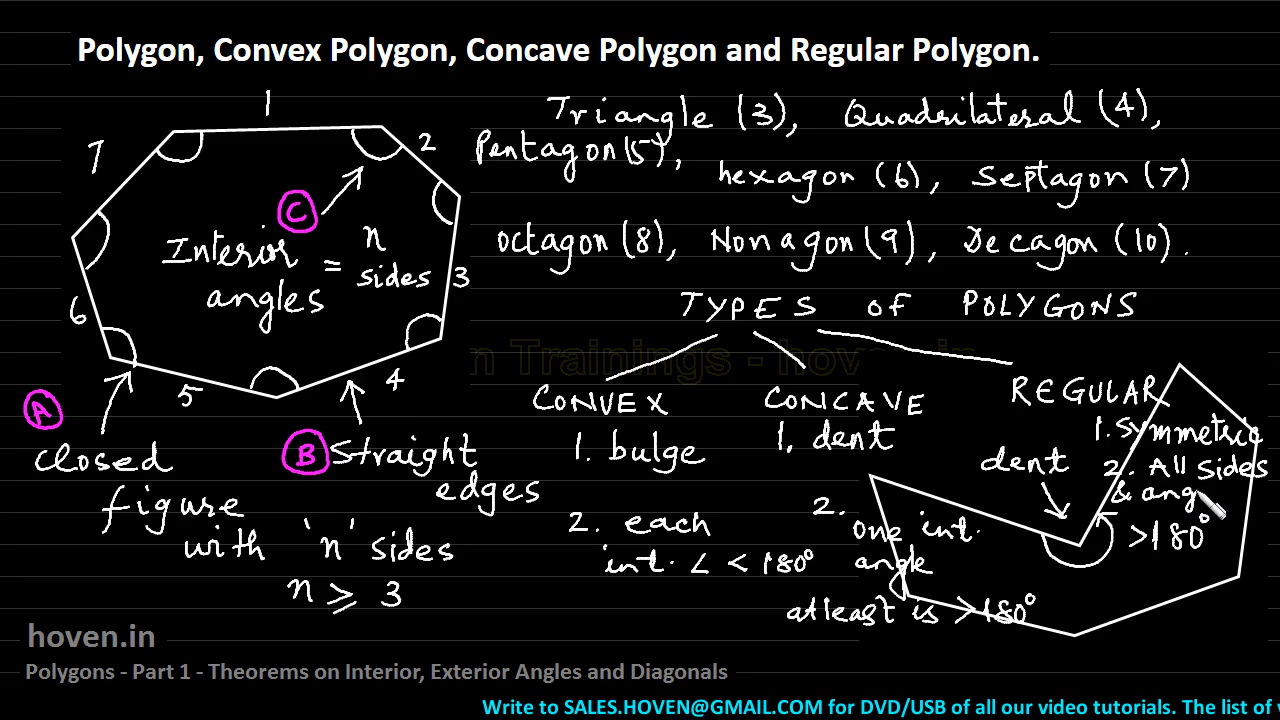 Polygon, Convex Polygon, Concave Polygon and Regular Polygon.
1
2
3
4
5
6
7
C
Interior angles = n sides
Triangle (3), Quadrilateral (4),
Pentagon (5),
hexagon (6), Septagon (7)
octagon (8), Nonagon (9), Decagon (10).
TYPES of POLYGONS
n Trainings - hoven.in
A
closed
figure
with 'n' sides
n ⩾ 3
B Straight
edges
CONVEX
1. bulge
2. each
int. ∠ < 180°
CONCAVE
1. dent
2. one int.
angle
atleast is > 180°
REGULAR
1. Symmetric
2. All sides
& ang
dent
>180°
hoven.in
Polygons - Part 1 - Theorems on Interior, Exterior Angles and Diagonals
Write to SALES.HOVEN@GMAIL.COM for DVD/USB of all our video tutorials. The list of